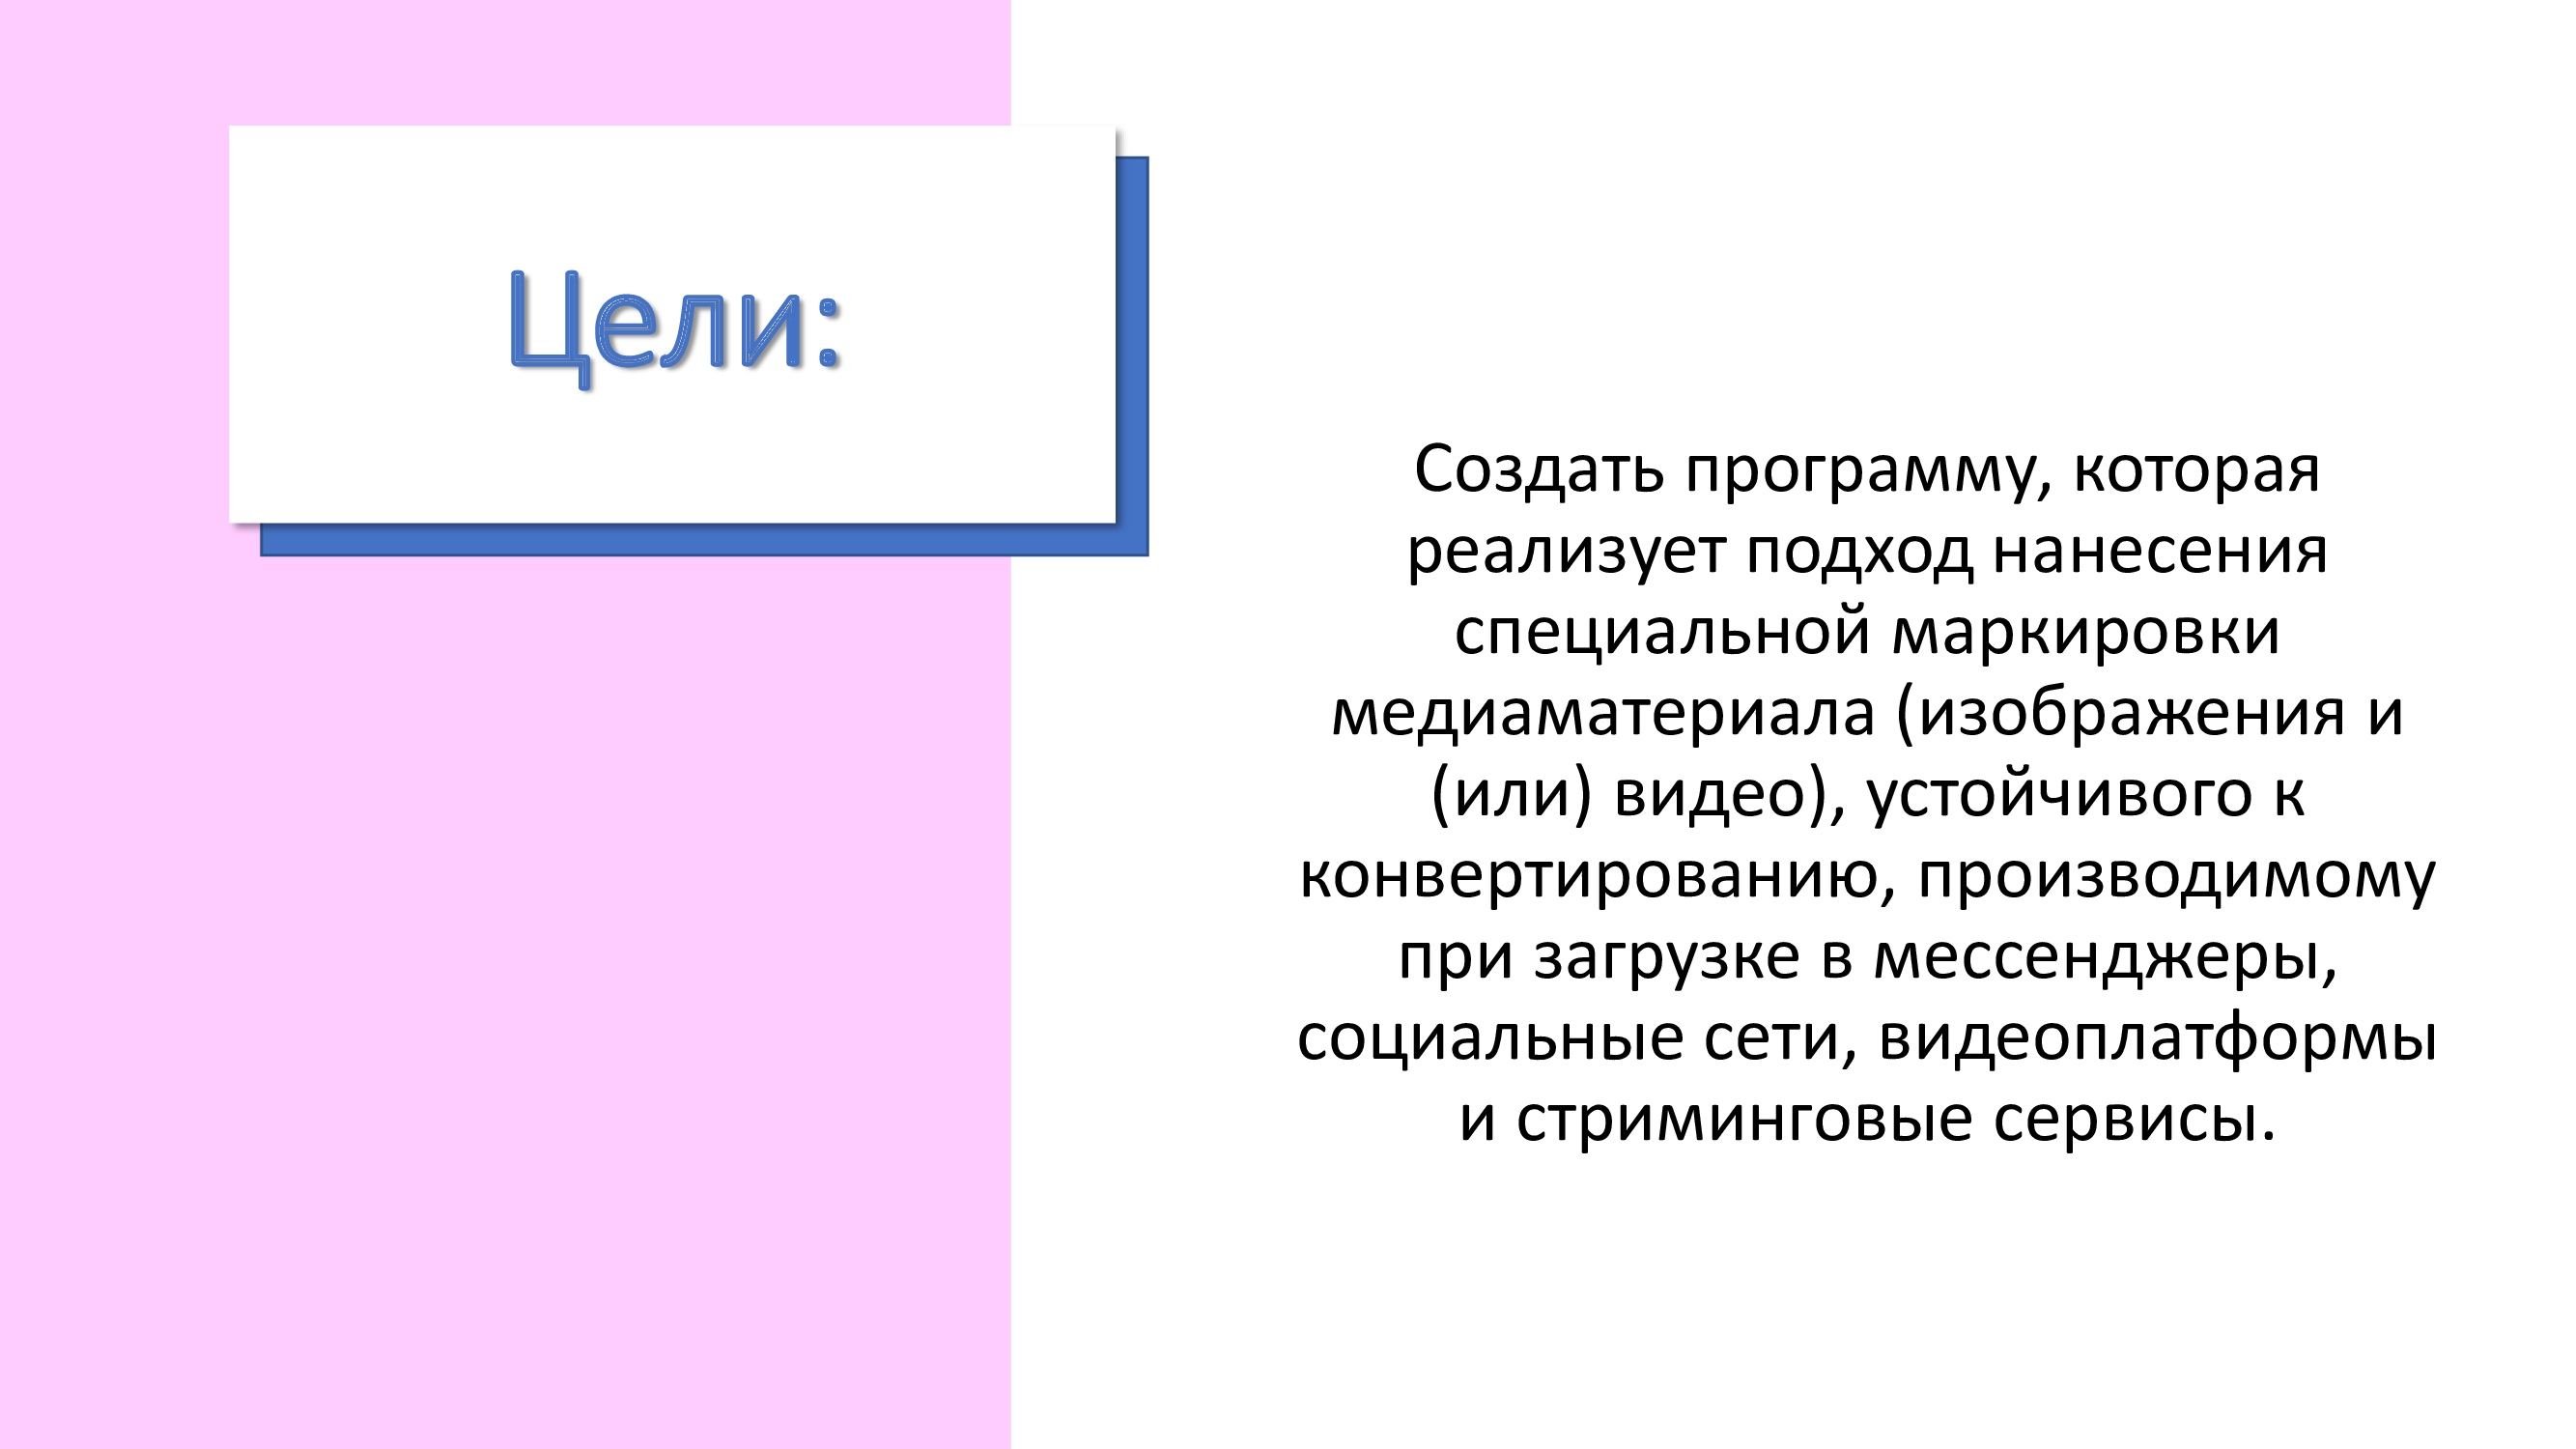 Цели:
Создать программу, которая
реализует подход нанесения
специальной маркировки
медиаматериала (изображения и
(или) видео), устойчивого к
конвертированию, производимому
при загрузке в мессенджеры,
социальные сети, видеоплатформы
и стриминговые сервисы.